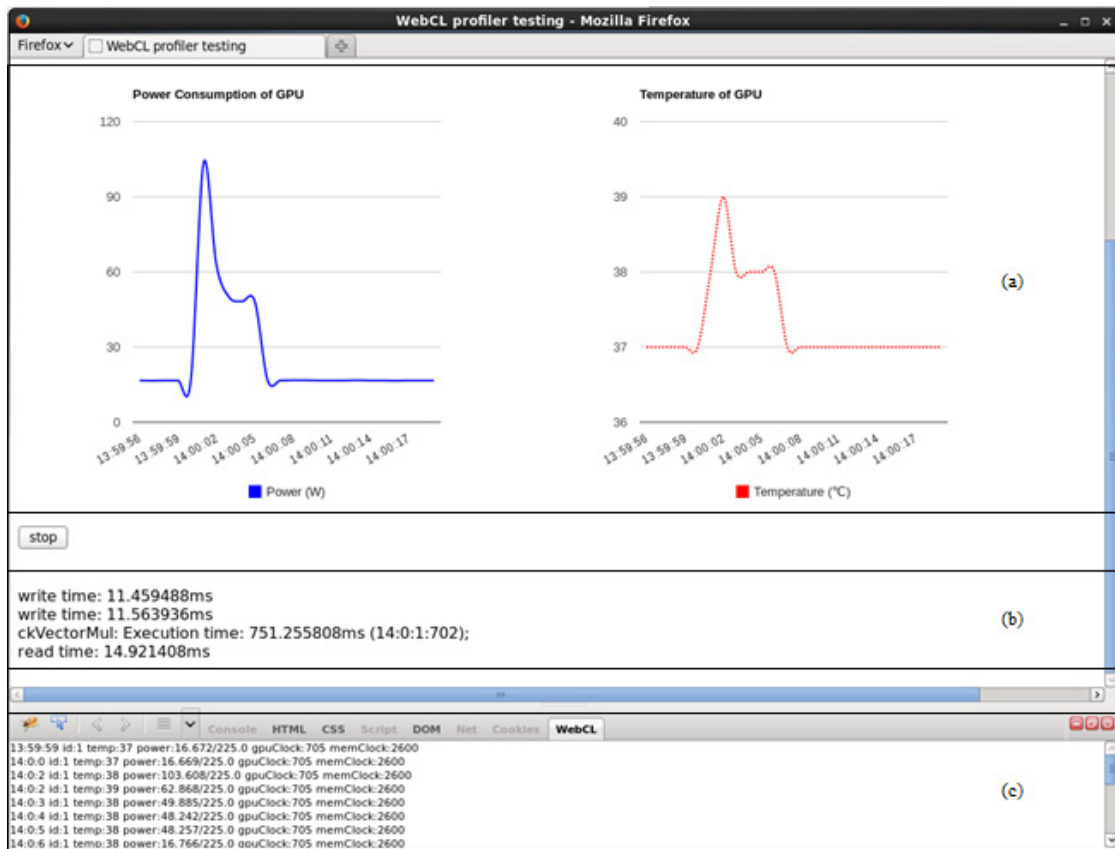 WebCL profiler testing - Mozilla Firefox
Firefox
WebCL profiler testing
Power Consumption of GPU
120
90
60
30
0
13:59:56 13:59:59 14:00:02 14:00:05 14:00:08 14:00:11 14:00:14 14:00:17
Power (W)
Temperature of GPU
40
39
38
37
36
13:59:56 13:59:59 14:00:02 14:00:05 14:00:08 14:00:11 14:00:14 14:00:17
Temperature (℃)
(a)
stop
write time: 11.459488ms
write time: 11.563936ms
ckVectorMul: Execution time: 751.255808ms (14:0:1:702);
read time: 14.921408ms
(b)
Console HTML CSS Script DOM Net Cookies WebCL
13:59:59 id:1 temp:37 power:16.672/225.0 gpuClock:705 memClock:2600
14:0:0 id:1 temp:37 power:16.669/225.0 gpuClock:705 memClock:2600
14:0:2 id:1 temp:38 power:103.608/225.0 gpuClock:705 memClock:2600
14:0:2 id:1 temp:39 power:62.868/225.0 gpuClock:705 memClock:2600
14:0:3 id:1 temp:38 power:49.885/225.0 gpuClock:705 memClock:2600
14:0:4 id:1 temp:38 power:48.242/225.0 gpuClock:705 memClock:2600
14:0:5 id:1 temp:38 power:48.257/225.0 gpuClock:705 memClock:2600
14:0:6 id:1 temp:38 power:16.766/225.0 gpuClock:705 memClock:2600
(c)